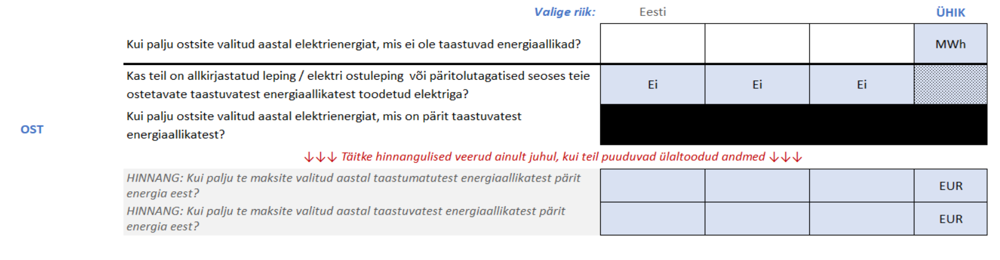 Valige riik: Eesti ÜHIK
Kui palju ostsite valitud aastal elektrienergiat, mis ei ole taastuvad energiaallikad? MWh
Kas teil on allkirjastatud leping / elektri ostuleping või päritolutagatised seoses teie
ostetavate taastuvatest energiaallikatest toodetud elektriga?
Ei Ei Ei
Kui palju ostsite valitud aastal elektrienergiat, mis on pärit taastuvatest
energiaallikatest?
OST
↓↓↓ Täitke hinnangulised veerud ainult juhul, kui teil puuduvad ülaltoodud andmed ↓↓↓
HINNANG: Kui palju te maksite valitud aastal taastumatutest energiaallikatest pärit
energia eest?
EUR
HINNANG: Kui palju te maksite valitud aastal taastuvatest energiaallikatest pärit
energia eest?
EUR